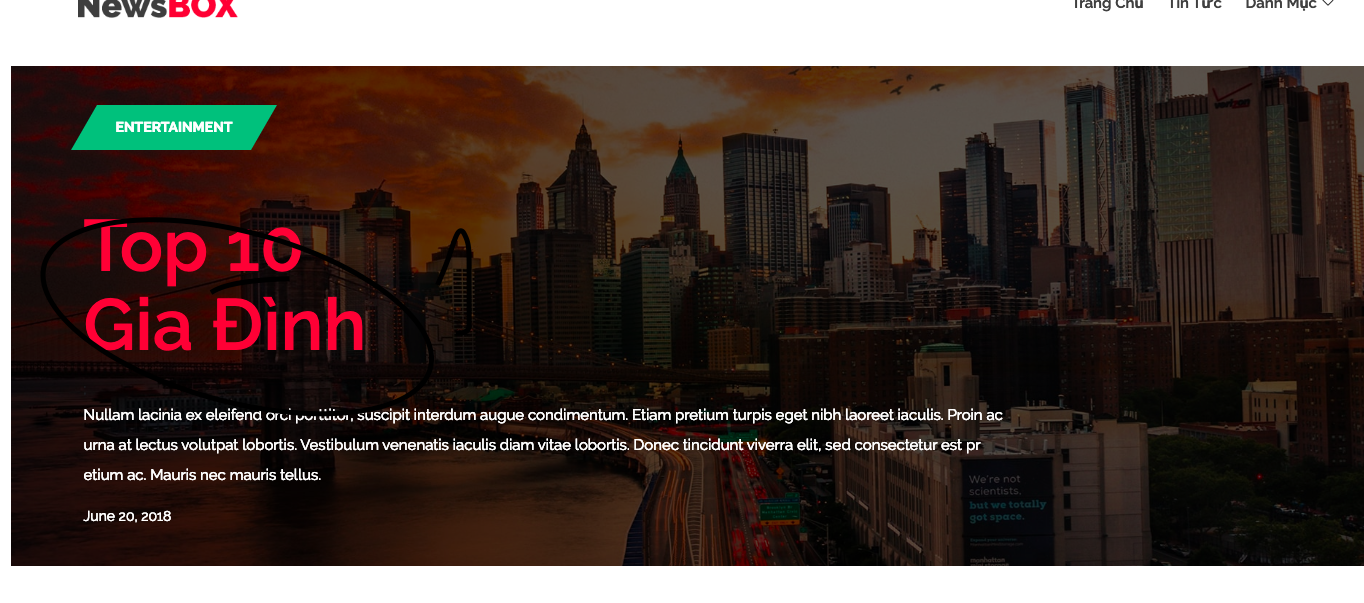 NewsBOX
Trang Chủ Tin Tức Danh Mục
ENTERTAINMENT
Top 10
Gia Đình
Nullam lacinia ex eleifend orci porttitor, suscipit interdum augue condimentum. Etiam pretium turpis eget nibh laoreet iaculis. Proin ac
urna at lectus volutpat lobortis. Vestibulum venenatis iaculis diam vitae lobortis. Donec tincidunt viverra elit, sed consectetur est pr
etium ac. Mauris nec mauris tellus.
June 20, 2018
verizon
We're not
scientists.
but we totally
got space.
manhattan